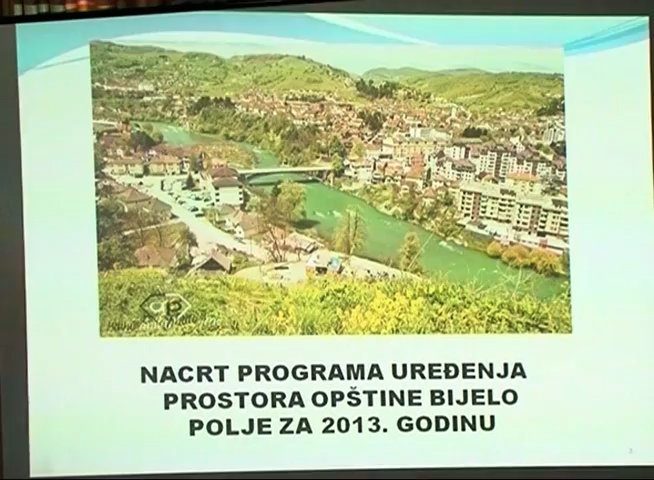 NACRT PROGRAMA UREĐENJA
PROSTORA OPŠTINE BIJELO
POLJE ZA 2013. GODINU